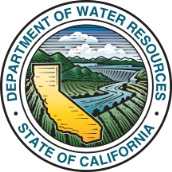 DEPARTMENT OF WATER RESOURCES
STATE OF CALIFORNIA